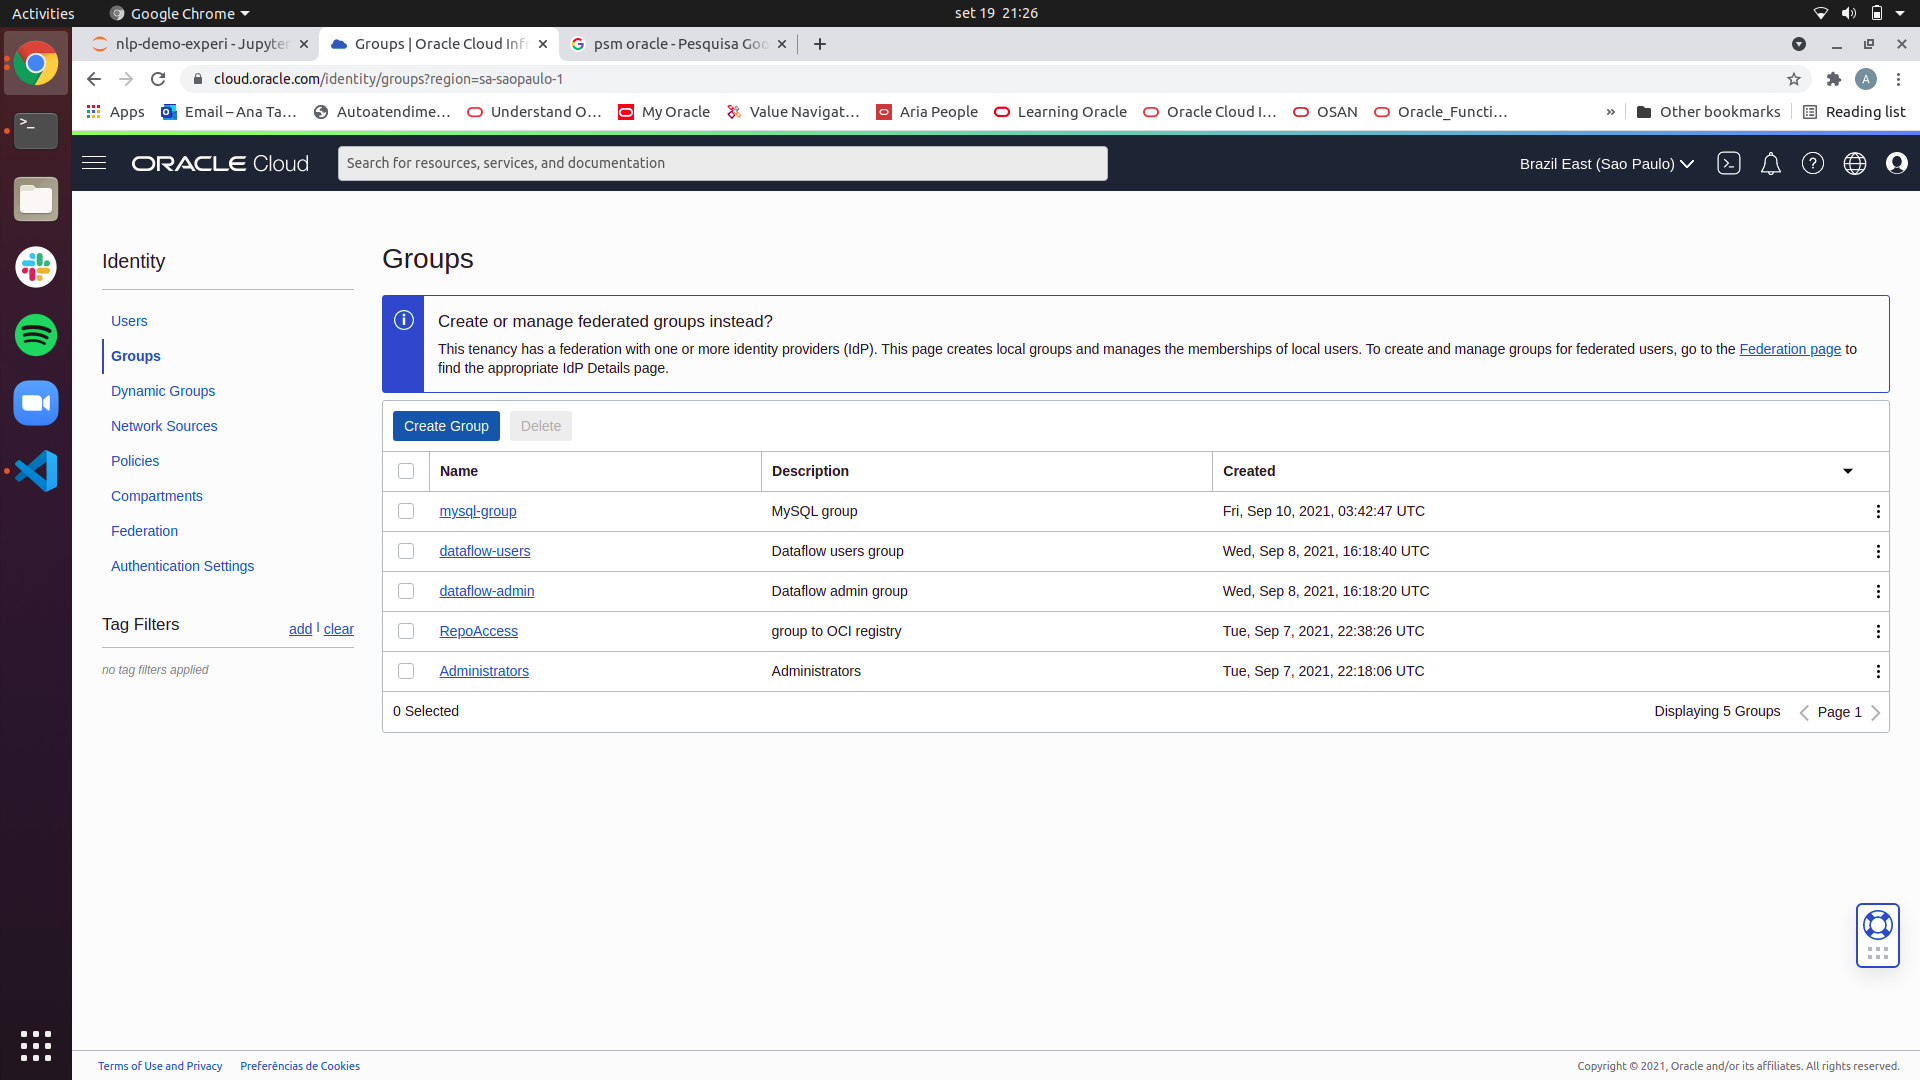 Activities
Google Chrome
set 19 21:26
nlp-demo-experi - Jupyter
Groups | Oracle Cloud Infr
psm oracle - Pesquisa Goo
cloud.oracle.com/identity/groups?region=sa-saopaulo-1
A
Apps
Email – Ana Ta…
Autoatendime…
Understand O…
My Oracle
Value Navigat…
Aria People
Learning Oracle
Oracle Cloud I…
OSAN
Oracle_Functi…
»
Other bookmarks
Reading list
ORACLE Cloud
Search for resources, services, and documentation
Brazil East (Sao Paulo)
Identity
Users
Groups
Dynamic Groups
Network Sources
Policies
Compartments
Federation
Authentication Settings
Tag Filters
add | clear
no tag filters applied
Groups
Create or manage federated groups instead?
This tenancy has a federation with one or more identity providers (IdP). This page creates local groups and manages the memberships of local users. To create and manage groups for federated users, go to the Federation page to
find the appropriate IdP Details page.
Create Group
Delete
Name Description Created
mysql-group MySQL group Fri, Sep 10, 2021, 03:42:47 UTC
dataflow-users Dataflow users group Wed, Sep 8, 2021, 16:18:40 UTC
dataflow-admin Dataflow admin group Wed, Sep 8, 2021, 16:18:20 UTC
RepoAccess group to OCI registry Tue, Sep 7, 2021, 22:38:26 UTC
Administrators Administrators Tue, Sep 7, 2021, 22:18:06 UTC
0 Selected
Displaying 5 Groups
Page 1
Terms of Use and Privacy
Preferências de Cookies
Copyright © 2021, Oracle and/or its affiliates. All rights reserved.